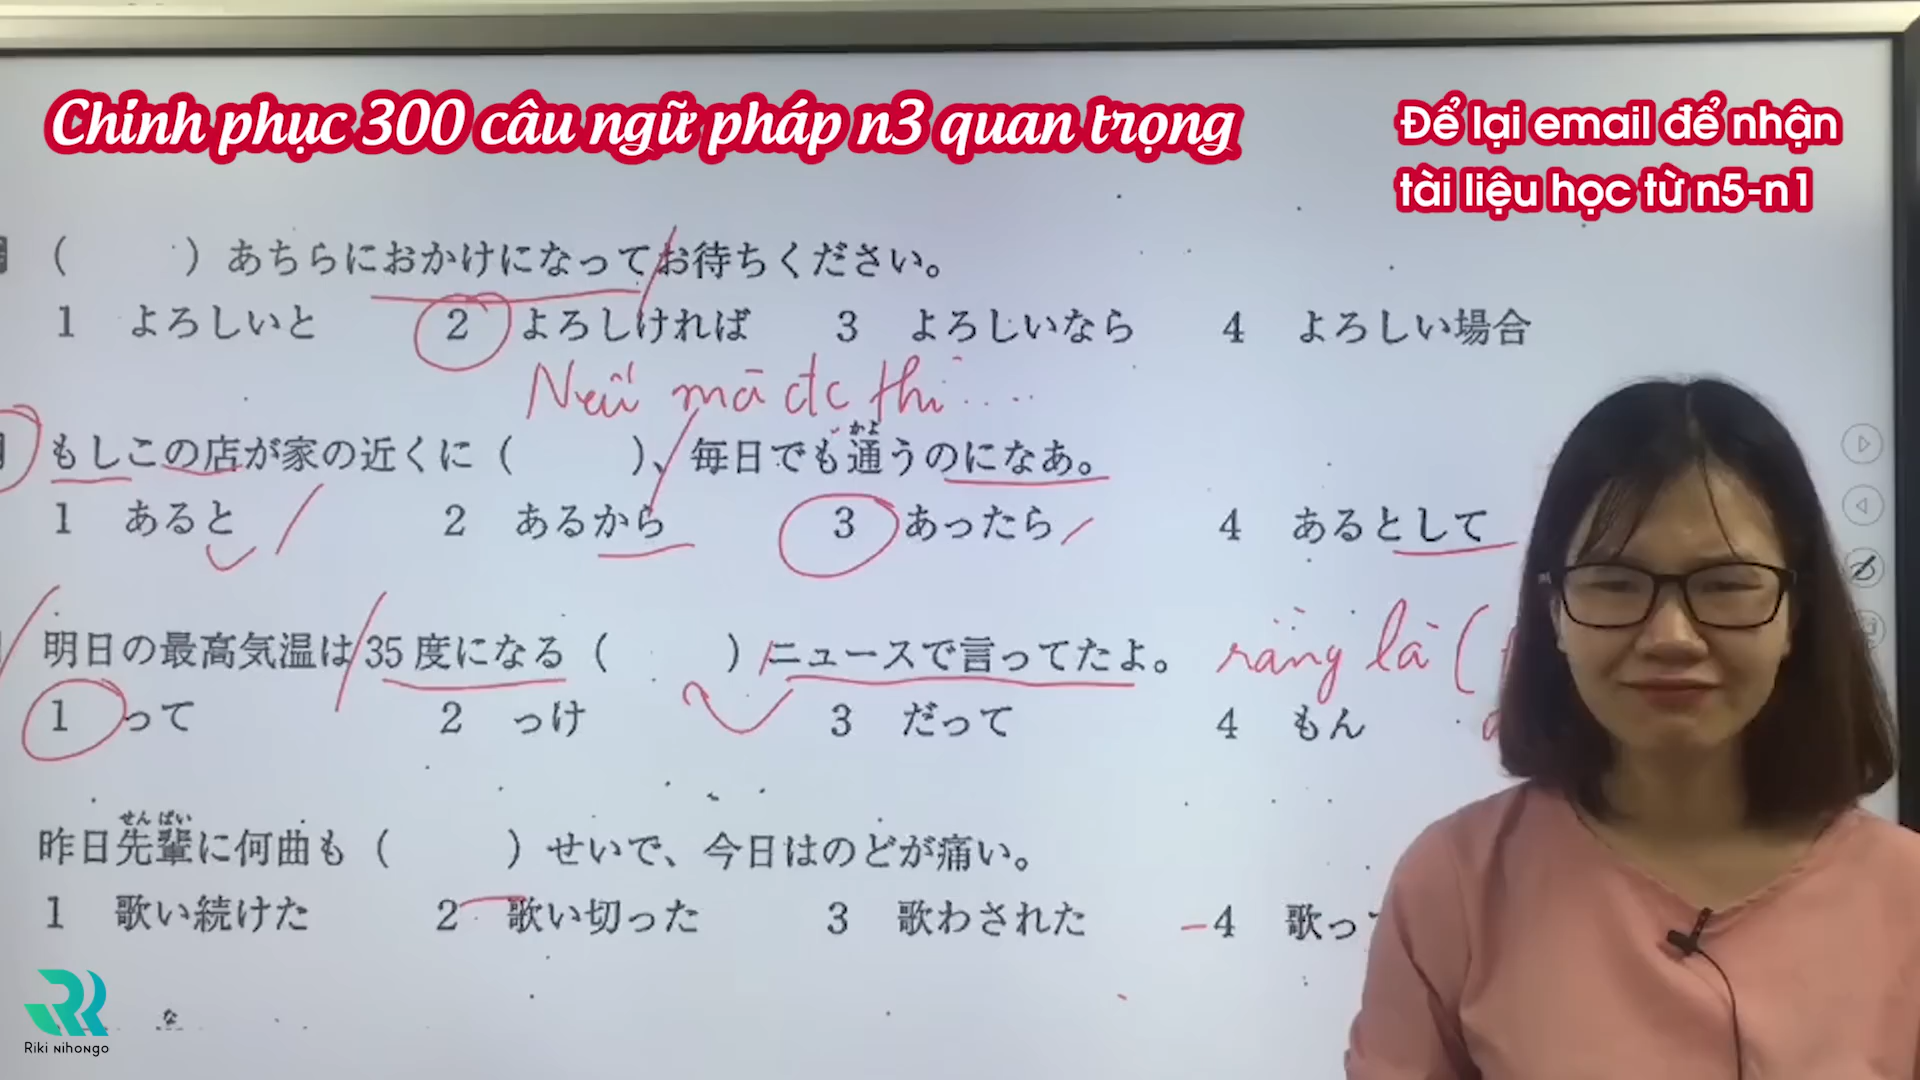 Chinh phục 300 câu ngữ pháp n3 quan trọng
Để lại email để nhận
tài liệu học từ n5-n1
（　　）あちらにおかけになってお待ちください。
1 よろしいと 2 よろしければ 3 よろしいなら 4 よろしい場合
Nếu mà đc thì....
かよ
もしこの店が家の近くに（　　）、毎日でも通うのになあ。
1 あると 2 あるから 3 あったら 4 あるとして
明日の最高気温は35度になる（　　）ニュースで言ってたよ。 rằng là (
1 って 2 っけ 3 だって 4 もん
せんぱい
昨日先輩に何曲も（　　）せいで、今日はのどが痛い。
1 歌い続けた 2 歌い切った 3 歌わされた 4 歌っ
な
Riki Nihongo